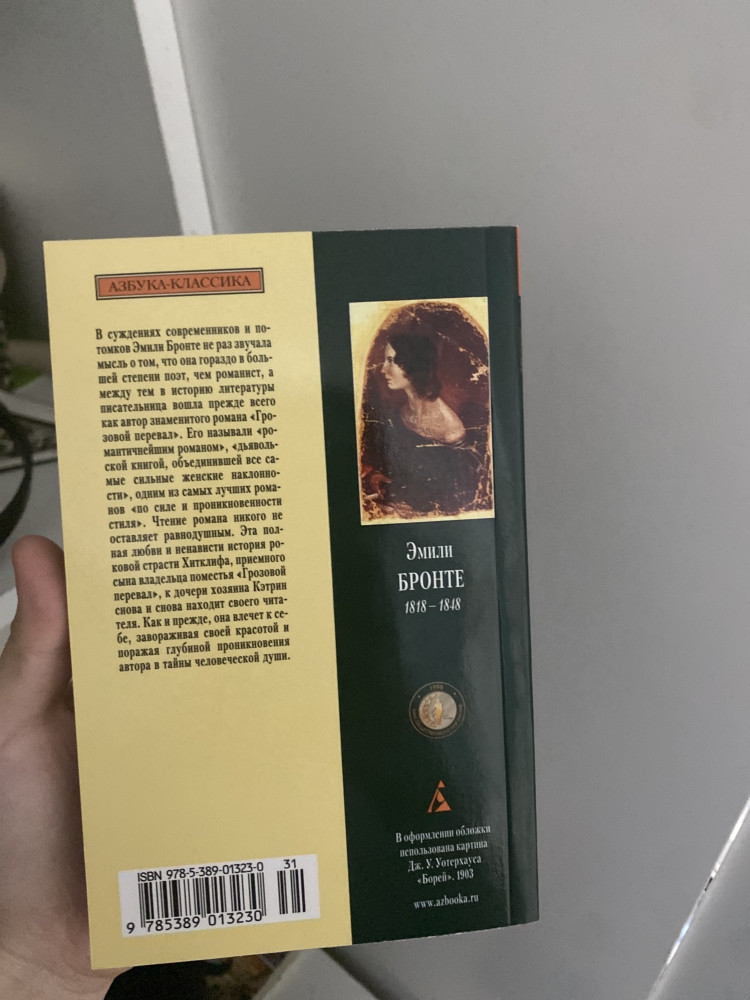 АЗБУКА-КЛАССИКА
В суждениях современников и по-
томков Эмили Бронте не раз звучала
мысль о том, что она гораздо в боль-
шей степени поэт, чем романист, а
между тем в историю литературы
писательница вошла прежде всего
как автор знаменитого романа «Гро-
зовой перевал». Его называли «ро-
мантичнейшим романом», «дьяволь-
ской книгой, объединившей все са-
мые сильные женские наклонно-
сти», одним из самых лучших рома-
нов «по силе и проникновенности
стиля». Чтение романа никого не
оставляет равнодушным. Эта пол-
ная любви и ненависти история ро-
ковой страсти Хитклифа, приемного
сына владельца поместья «Грозовой
перевал», к дочери хозяина Кэтрин
снова и снова находит своего чита-
теля. Как и прежде, она влечет к се-
бе, завораживая своей красотой и
поражая глубиной проникновения
автора в тайны человеческой души.
ISBN 978-5-389-01323-0
31
9 785389 013230
Эмили
БРОНТЕ
1818 – 1848
В оформлении обложки
использована картина
Дж. У. Уотерхауса
«Борей». 1903
www.azbooka.ru